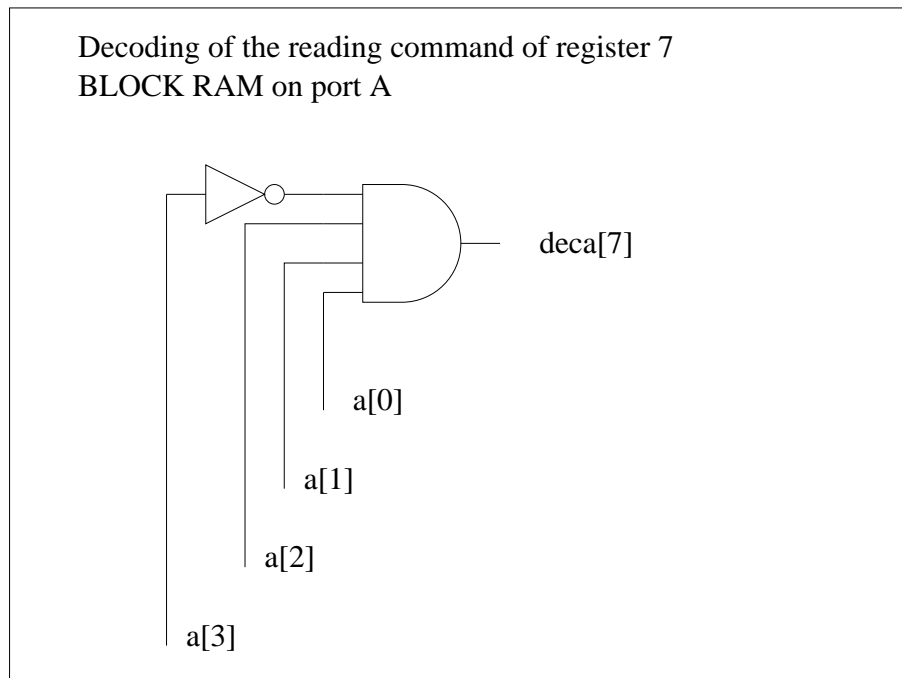 Decoding of the reading command of register 7
BLOCK RAM on port A
deca[7]
a[0]
a[1]
a[2]
a[3]